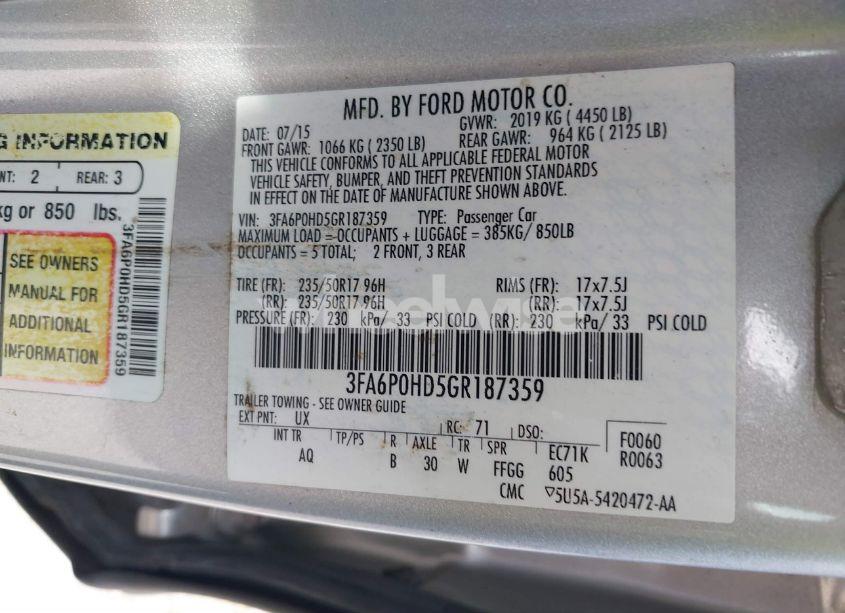 G INFORMATION
NT: 2 REAR: 3
kg or 850 lbs.
SEE OWNERS
MANUAL FOR
ADDITIONAL
INFORMATION
3FA6P0HD5GR187359
MFD. BY FORD MOTOR CO.
DATE: 07/15 GVWR: 2019 KG ( 4450 LB)
FRONT GAWR: 1066 KG ( 2350 LB) REAR GAWR: 964 KG ( 2125 LB)
THIS VEHICLE CONFORMS TO ALL APPLICABLE FEDERAL MOTOR
VEHICLE SAFETY, BUMPER, AND THEFT PREVENTION STANDARDS
IN EFFECT ON THE DATE OF MANUFACTURE SHOWN ABOVE.
VIN: 3FA6P0HD5GR187359 TYPE: Passenger Car
MAXIMUM LOAD = OCCUPANTS + LUGGAGE = 385KG/ 850LB
OCCUPANTS = 5 TOTAL; 2 FRONT, 3 REAR
TIRE (FR): 235/50R17 96H RIMS (FR): 17x7.5J
(RR): 235/50R17 96H (RR): 17x7.5J
PRESSURE (FR): 230 kPa/ 33 PSI COLD (RR): 230 kPa/ 33 PSI COLD
3FA6P0HD5GR187359
TRAILER TOWING - SEE OWNER GUIDE
EXT PNT: UX RC: 71 DSO: F0060
INT TR TP/PS R AXLE TR SPR EC71K R0063
AQ B 30 W FFGG 605
CMC ▽5U5A-5420472-AA